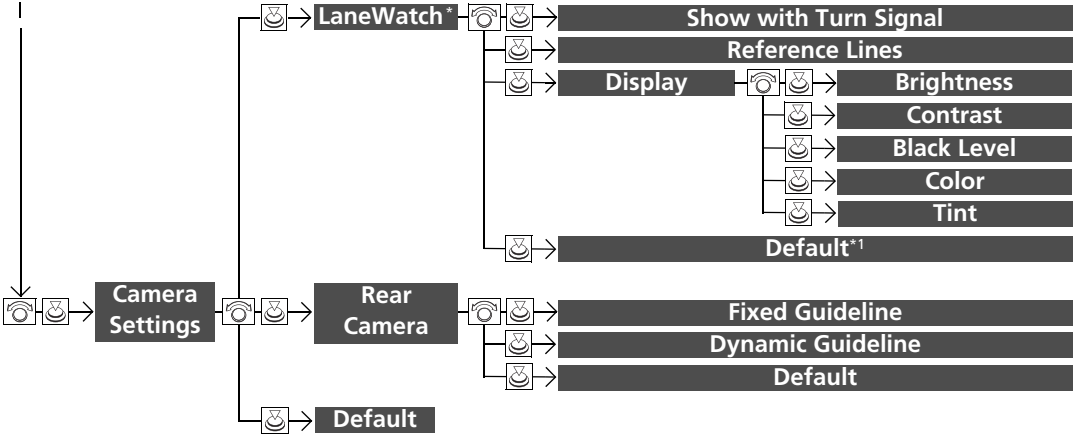 LaneWatch*
Show with Turn Signal
Reference Lines
Display
Brightness
Contrast
Black Level
Color
Tint
Default*1
Camera
Settings
Rear
Camera
Fixed Guideline
Dynamic Guideline
Default
Default